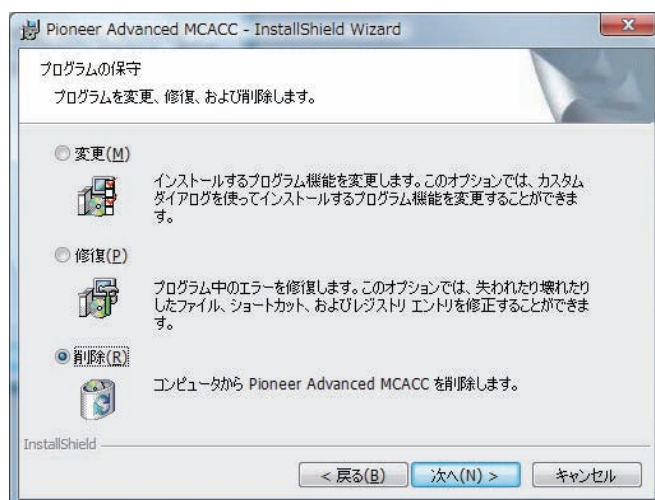 Pioneer Advanced MCACC - InstallShield Wizard
プログラムの保守
プログラムを変更、修復、および削除します。
変更(M)
インストールするプログラム機能を変更します。このオプションでは、カスタム
ダイアログを使ってインストールするプログラム機能を変更することができま
す。
修復(P)
プログラム中のエラーを修復します。このオプションでは、失われたり壊れたり
したファイル、ショートカット、およびレジストリ エントリを修正することができま
す。
削除(R)
コンピュータから Pioneer Advanced MCACC を削除します。
InstallShield
< 戻る(B)
次へ(N) >
キャンセル